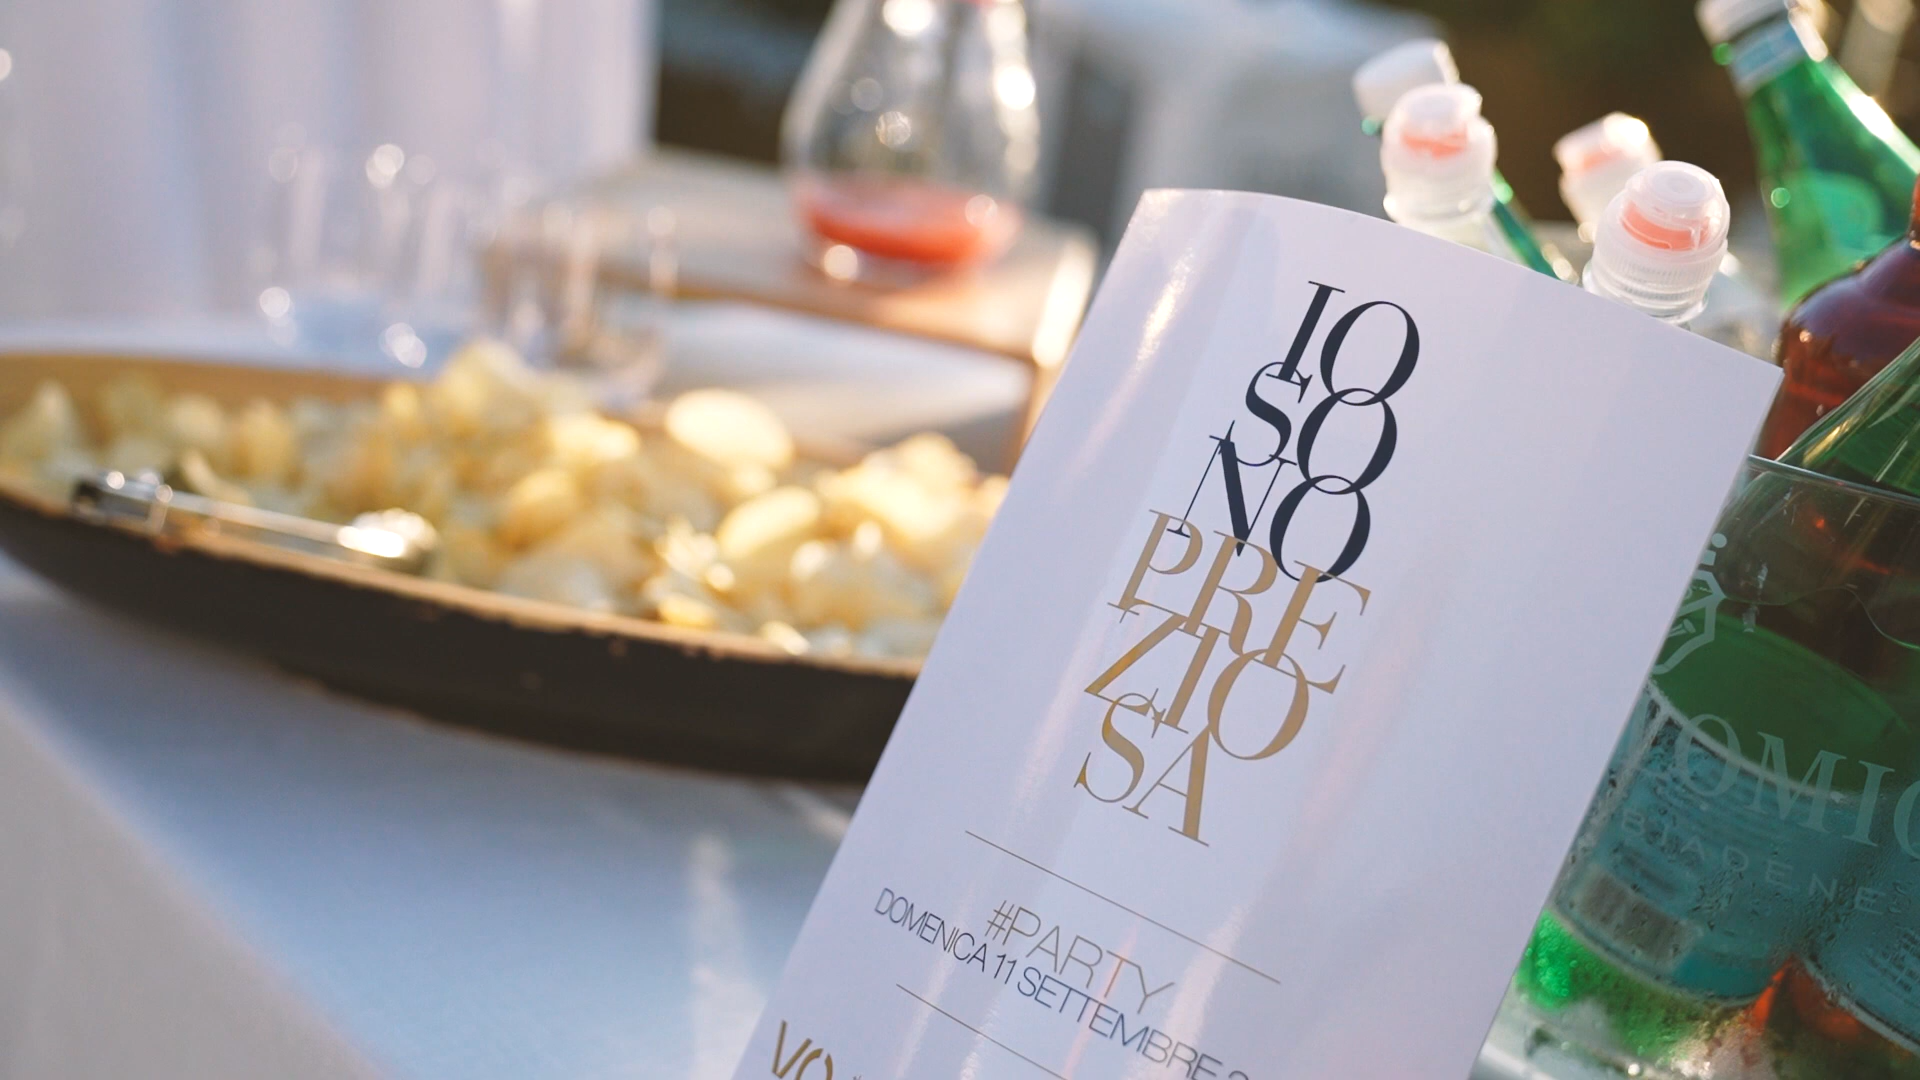 IO
SO
NO
PRE
ZIO
SA
#PARTY
DOMENICA 11 SETTEMBRE